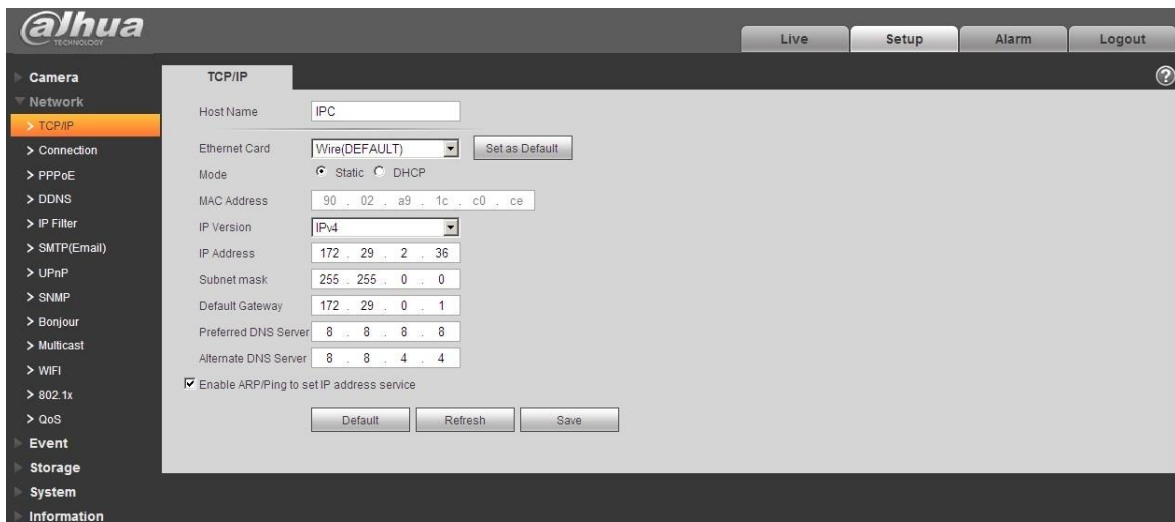 alhua
TECHNOLOGY
Live Setup Alarm Logout
Camera
Network
> TCP/IP
> Connection
> PPPoE
> DDNS
> IP Filter
> SMTP(Email)
> UPnP
> SNMP
> Bonjour
> Multicast
> WIFI
> 802.1x
> QoS
Event
Storage
System
Information
TCP/IP
?
Host Name IPC
Ethernet Card Wire(DEFAULT) Set as Default
Mode Static DHCP
MAC Address 90 . 02 . a9 . 1c . c0 . ce
IP Version IPv4
IP Address 172 . 29 . 2 . 36
Subnet mask 255 . 255 . 0 . 0
Default Gateway 172 . 29 . 0 . 1
Preferred DNS Server 8 . 8 . 8 . 8
Alternate DNS Server 8 . 8 . 4 . 4
Enable ARP/Ping to set IP address service
Default Refresh Save